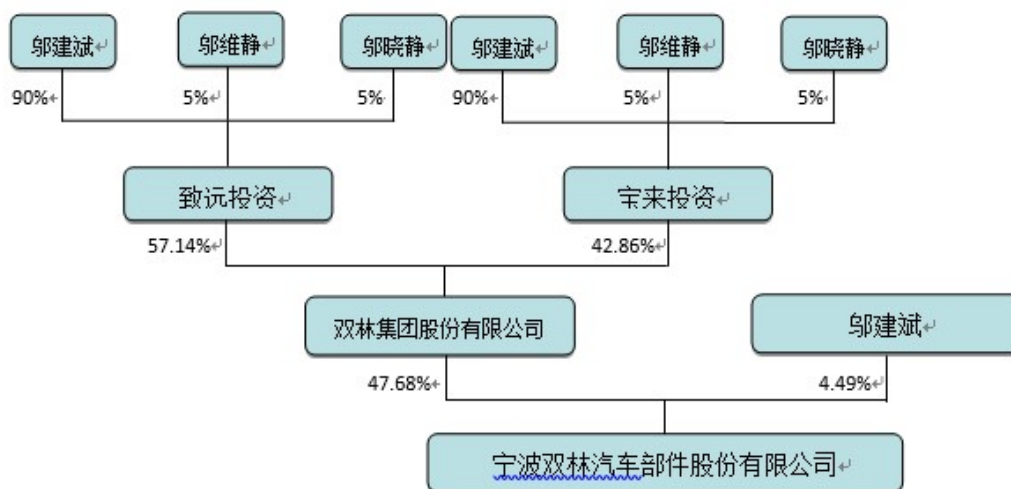 邬建斌 邬维静 邬晓静 邬建斌 邬维静 邬晓静
90% 5% 5% 90% 5% 5%
致远投资 宝来投资
57.14% 42.86%
双林集团股份有限公司 邬建斌
47.68% 4.49%
宁波双林汽车部件股份有限公司